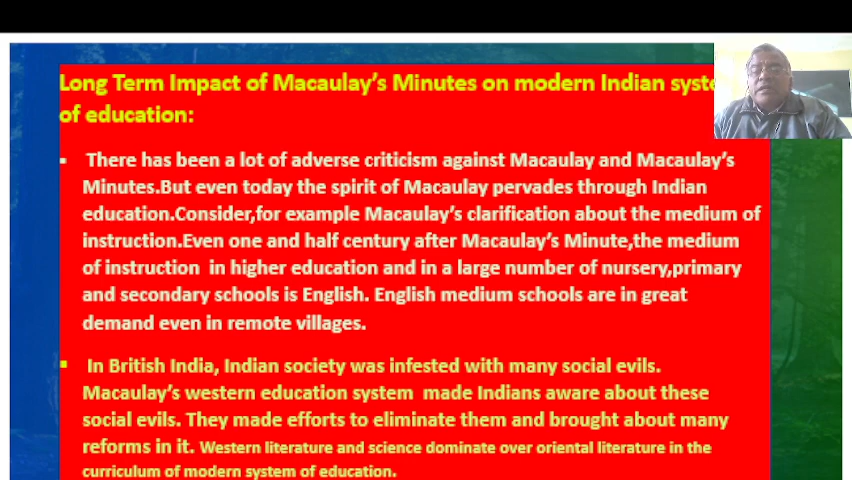 Long Term Impact of Macaulay's Minutes on modern Indian syste
of education:
There has been a lot of adverse criticism against Macaulay and Macaulay's
Minutes.But even today the spirit of Macaulay pervades through Indian
education.Consider,for example Macaulay's clarification about the medium of
instruction.Even one and half century after Macaulay's Minute,the medium
of instruction in higher education and in a large number of nursery,primary
and secondary schools is English. English medium schools are in great
demand even in remote villages.
In British India, Indian society was infested with many social evils.
Macaulay's western education system made Indians aware about these
social evils. They made efforts to eliminate them and brought about many
reforms in it. Western literature and science dominate over oriental literature in the
curriculum of modern system of education.